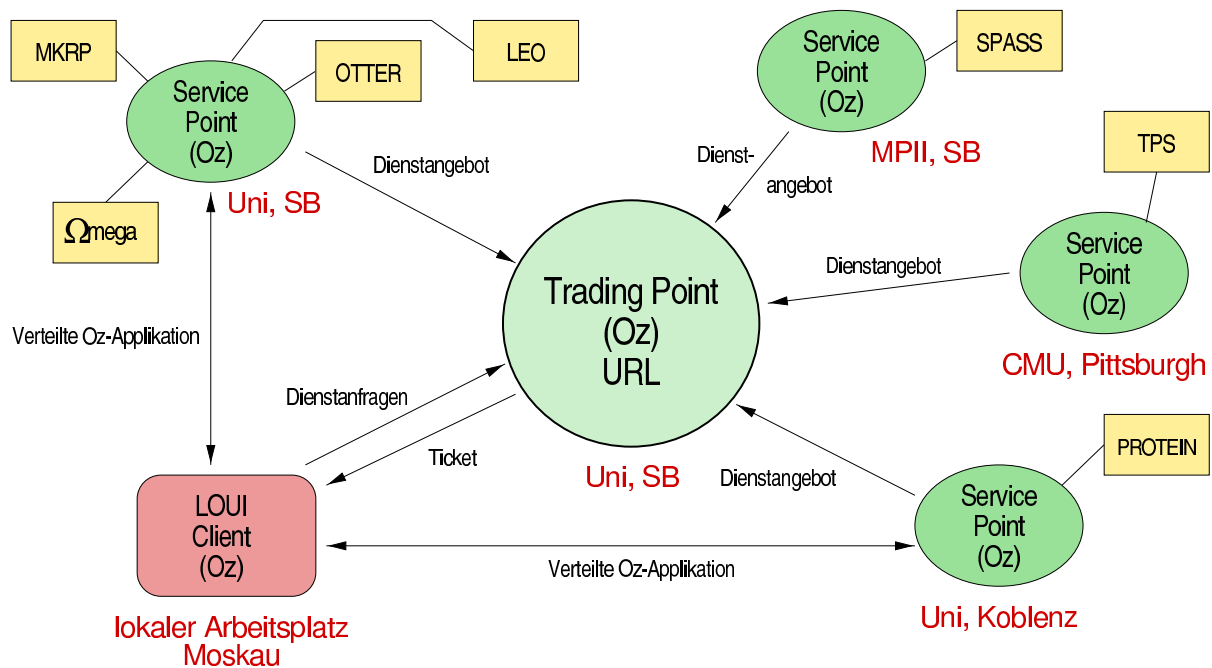 MKRP
OTTER
LEO
Service
Point
(Oz)
Uni, SB
Ωmega
Service
Point
(Oz)
SPASS
MPII, SB
TPS
Service
Point
(Oz)
CMU, Pittsburgh
Dienstangebot
Dienst-
angebot
Dienstangebot
Trading Point
(Oz)
URL
Uni, SB
Verteilte Oz-Applikation
Dienstanfragen
Ticket
Dienstangebot
PROTEIN
Service
Point
(Oz)
Uni, Koblenz
LOUI
Client
(Oz)
lokaler Arbeitsplatz
Moskau
Verteilte Oz-Applikation